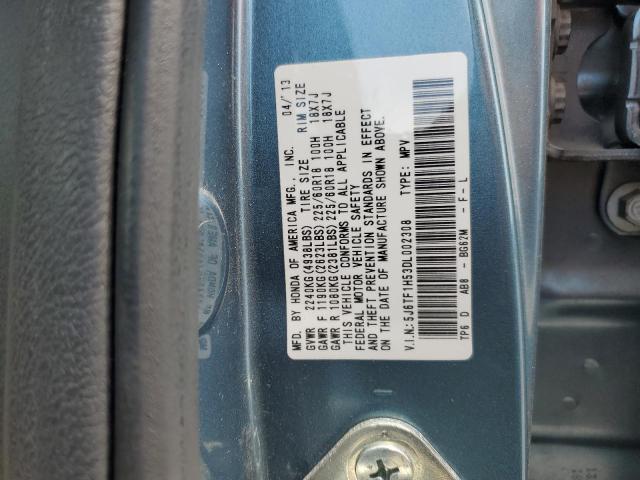 MFD. BY HONDA OF AMERICA MFG., INC. 04/'13
GVWR 2240KG(4938LBS) TIRE SIZE RIM SIZE
GAWR F 1190KG(2623LBS) 225/60R18 100H 18X7J
GAWR R 1080KG(2381LBS) 225/60R18 100H 18X7J
THIS VEHICLE CONFORMS TO ALL APPLICABLE
FEDERAL MOTOR VEHICLE SAFETY
AND THEFT PREVENTION STANDARDS IN EFFECT
ON THE DATE OF MANUFACTURE SHOWN ABOVE.
V.I.N.:5J6TF1H53DL002308 TYPE: MPV
TP6 D AB8 - BG62M - F - L